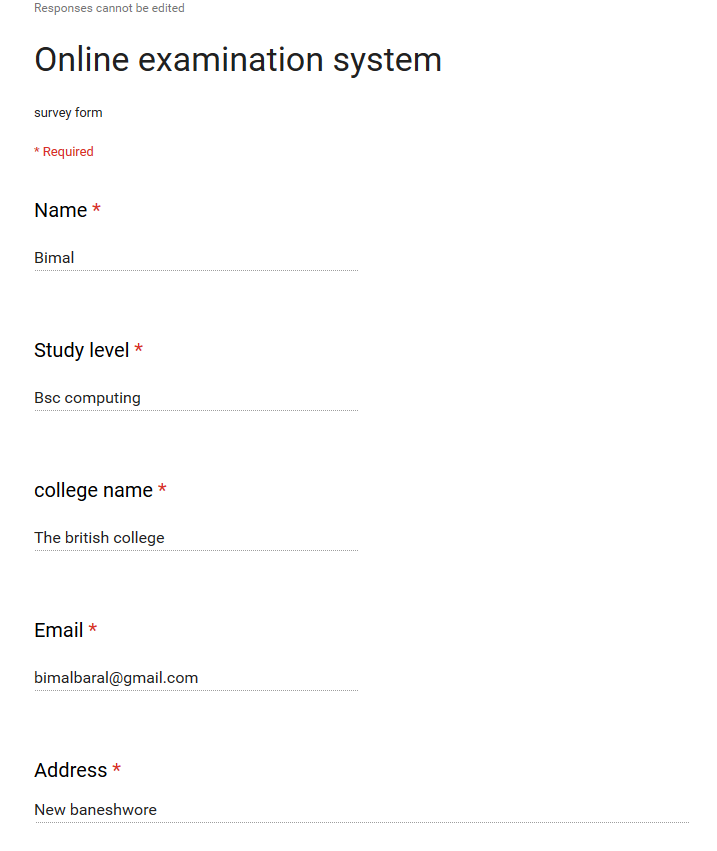 Responses cannot be edited
Online examination system
survey form
* Required
Name *
Bimal
Study level *
Bsc computing
college name *
The british college
Email *
bimalbaral@gmail.com
Address *
New baneshwore